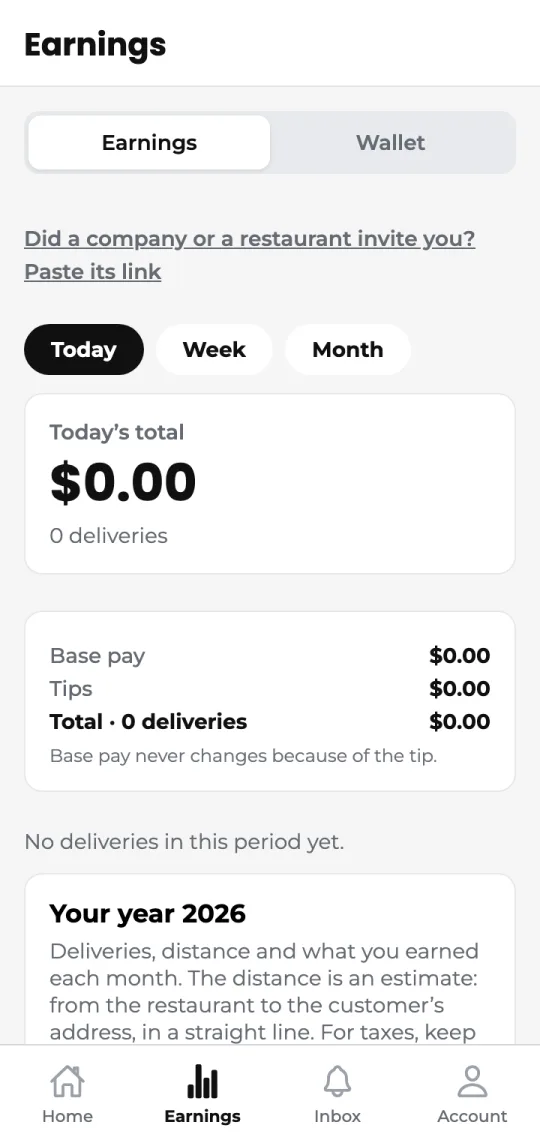 Earnings
Earnings
Wallet
Did a company or a restaurant invite you?
Paste its link
Today
Week
Month
Today’s total
$0.00
0 deliveries
Base pay $0.00
Tips $0.00
Total · 0 deliveries $0.00
Base pay never changes because of the tip.
No deliveries in this period yet.
Your year 2026
Deliveries, distance and what you earned
each month. The distance is an estimate:
from the restaurant to the customer’s
address, in a straight line. For taxes, keep
Home
Earnings
Inbox
Account